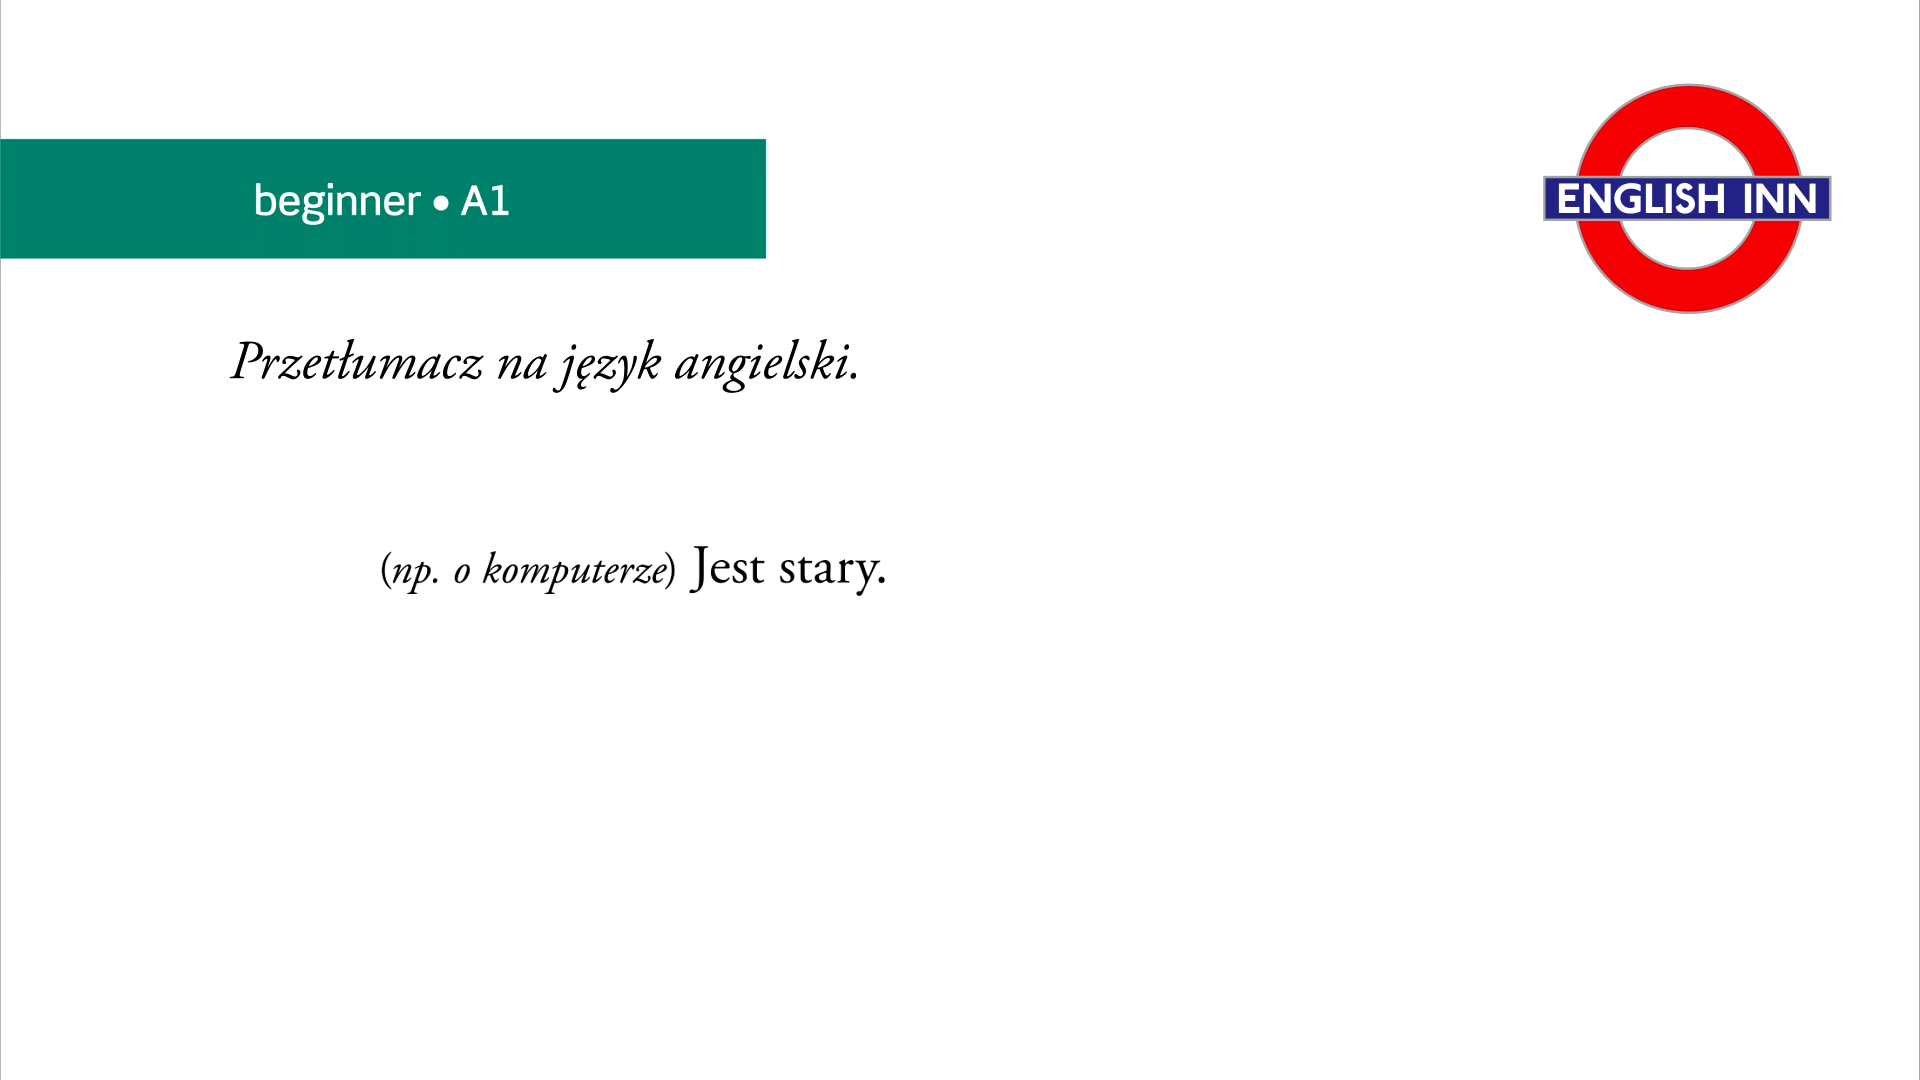 beginner • A1
ENGLISH INN
Przetłumacz na język angielski.
(np. o komputerze) Jest stary.